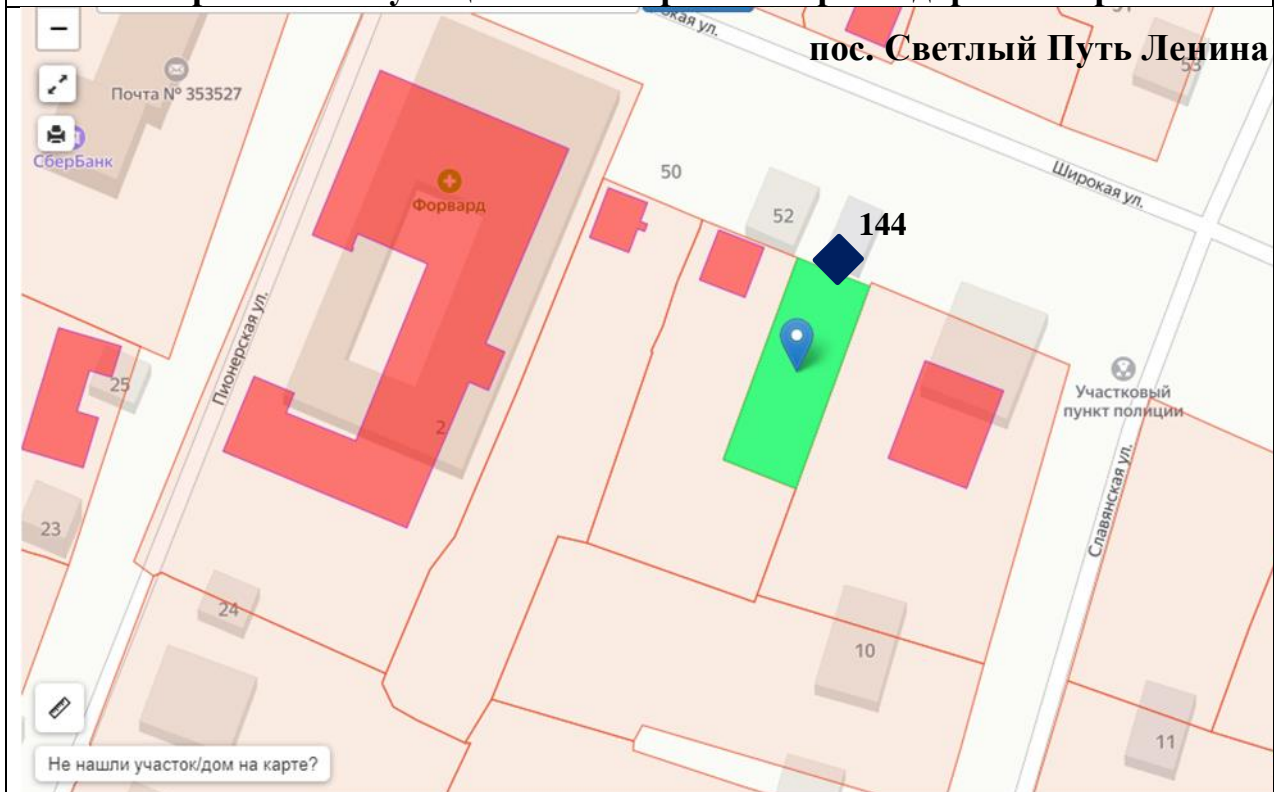 пос. Светлый Путь Ленина
53
Почта № 353527
СберБанк
Форвард
50
52
144
Широкая ул.
Пионерская ул.
25
2
Участковый
пункт полиции
Славянская ул.
23
24
10
11
Не нашли участок/дом на карте?